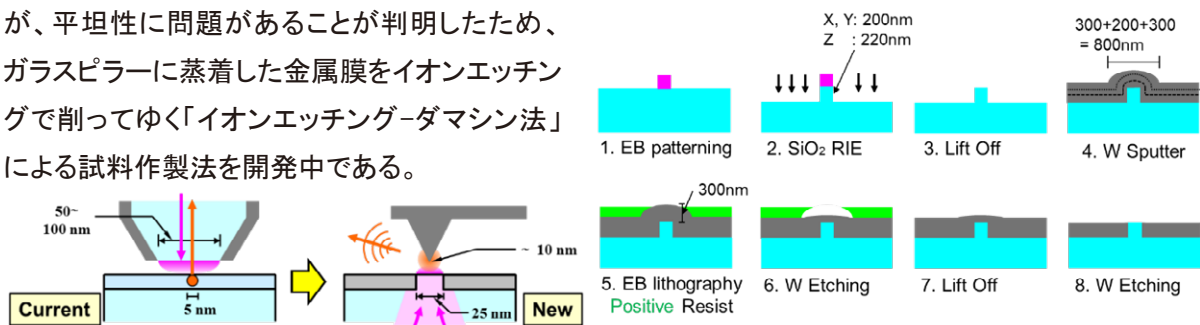 が、平坦性に問題があることが判明したため、
ガラスピラーに蒸着した金属膜をイオンエッチン
グで削ってゆく「イオンエッチング-ダマシン法」
による試料作製法を開発中である。
50~
100 nm
5 nm
Current
~ 10 nm
25 nm
New
1. EB patterning
X, Y: 200nm
Z : 220nm
2. SiO₂ RIE
3. Lift Off
300+200+300
= 800nm
4. W Sputter
300nm
5. EB lithography
Positive Resist
6. W Etching
7. Lift Off
8. W Etching